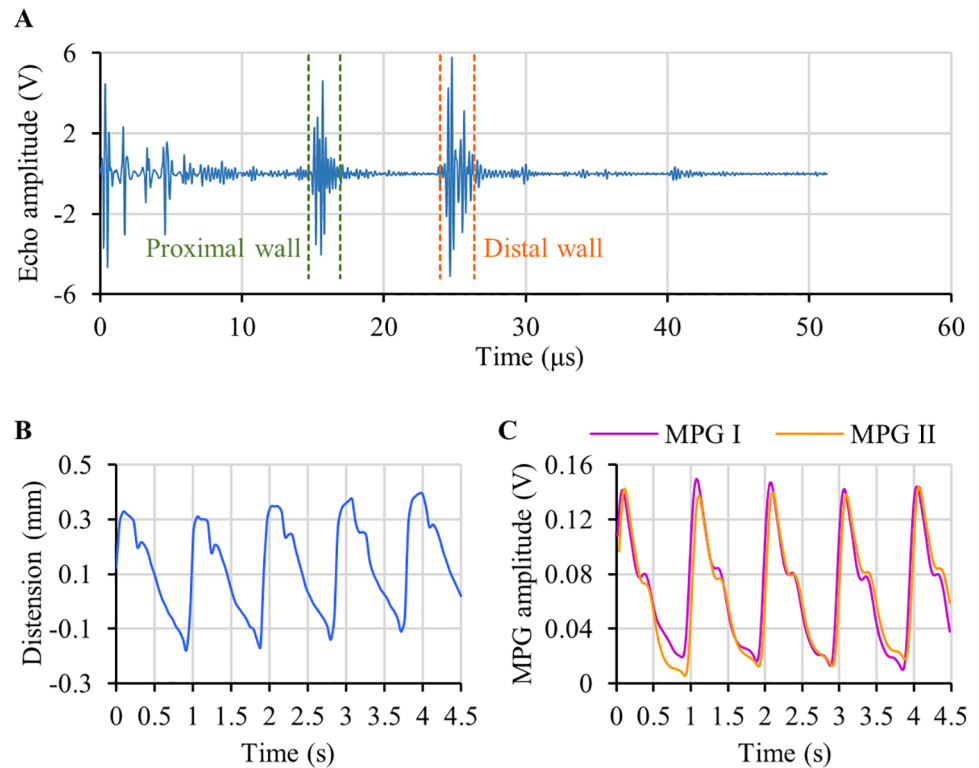 A
Echo amplitude (V)
6
2
-2
-6
Proximal wall
Distal wall
0 10 20 30 40 50 60
Time (μs)
B
Distension (mm)
0.5
0.3
0.1
-0.1
-0.3
0 0.5 1 1.5 2 2.5 3 3.5 4 4.5
Time (s)
C
MPG I MPG II
MPG amplitude (V)
0.16
0.12
0.08
0.04
0
0 0.5 1 1.5 2 2.5 3 3.5 4 4.5
Time (s)